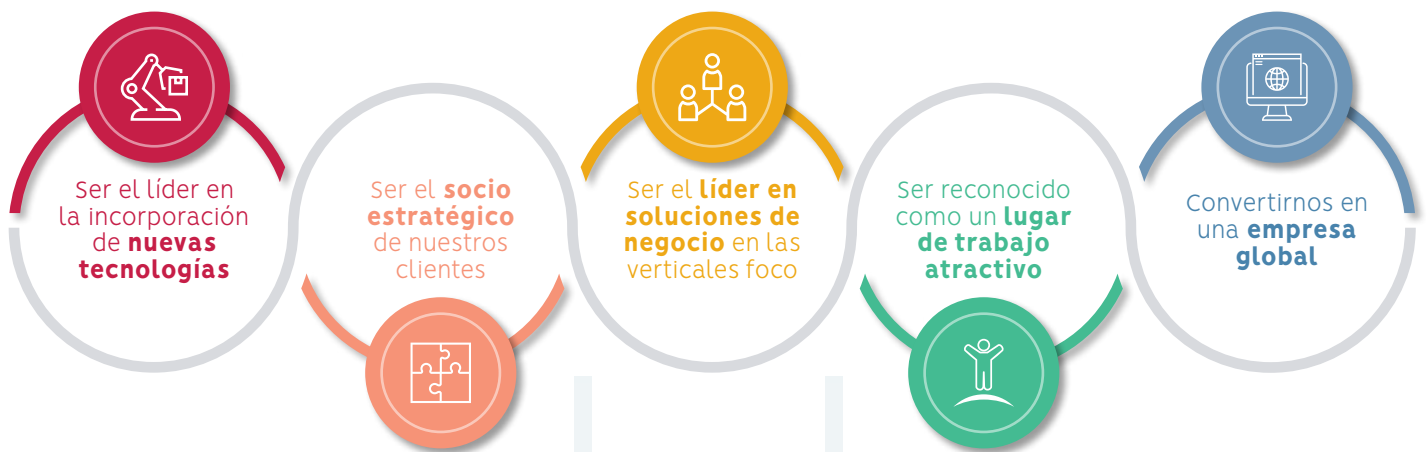 Ser el líder en
la incorporación
de nuevas
tecnologías
Ser el socio
estratégico
de nuestros
clientes
Ser el líder en
soluciones de
negocio en las
verticales foco
Ser reconocido
como un lugar
de trabajo
atractivo
Convertirnos en
una empresa
global